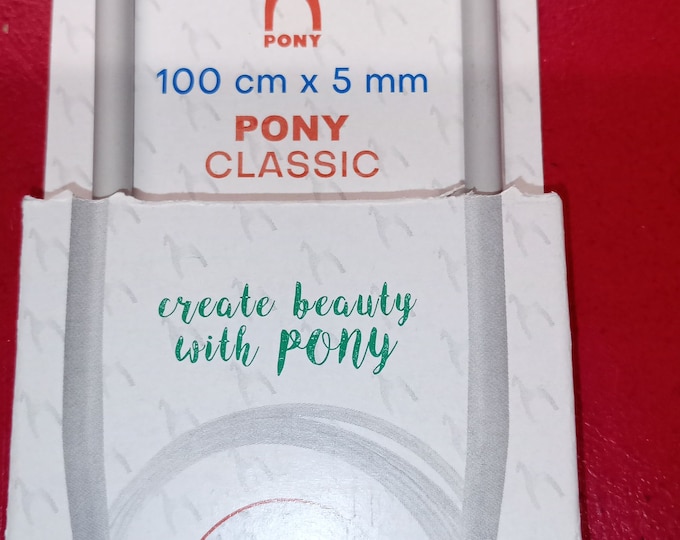 PONY
100 cm x 5 mm
PONY
CLASSIC
create beauty
with PONY